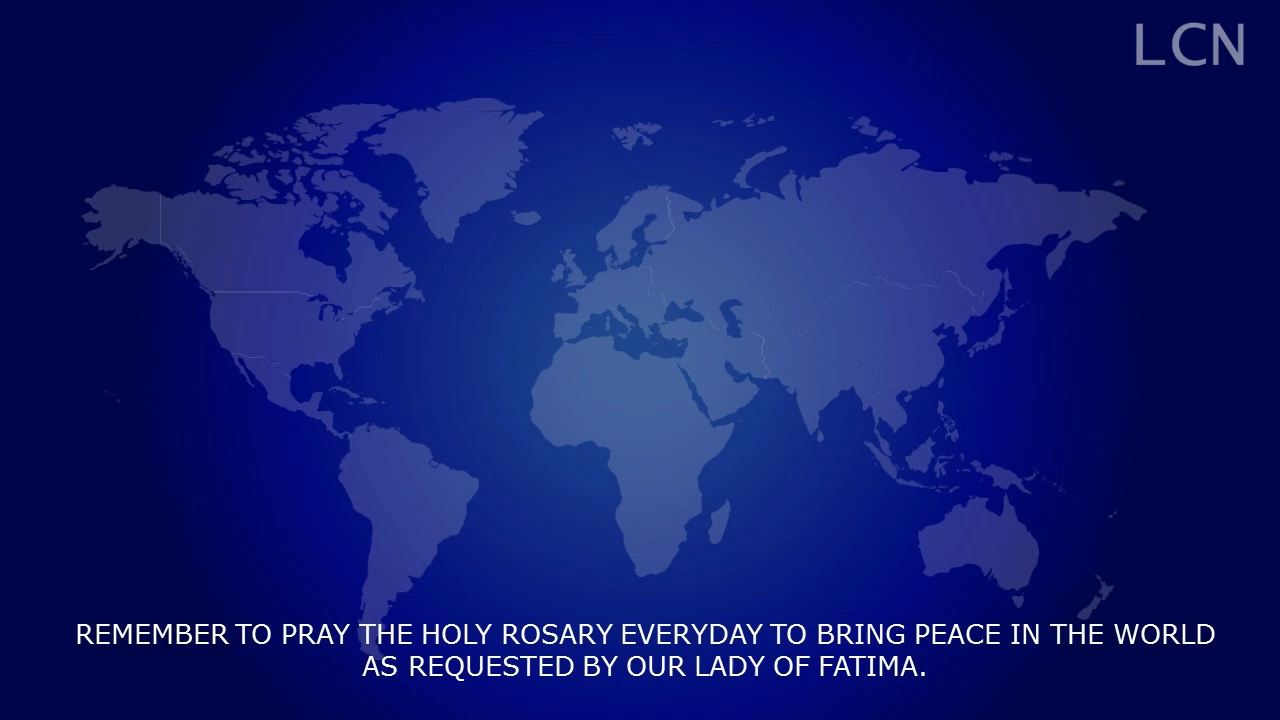 LCN
REMEMBER TO PRAY THE HOLY ROSARY EVERYDAY TO BRING PEACE IN THE WORLD
AS REQUESTED BY OUR LADY OF FATIMA.